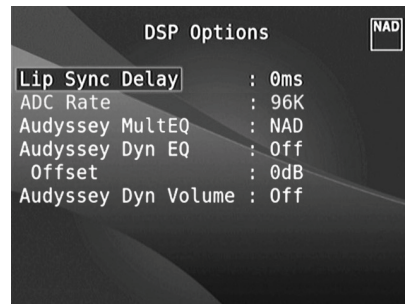 DSP Options
NAD
Lip Sync Delay : 0ms
ADC Rate : 96K
Audyssey MultEQ : NAD
Audyssey Dyn EQ : Off
Offset : 0dB
Audyssey Dyn Volume : Off